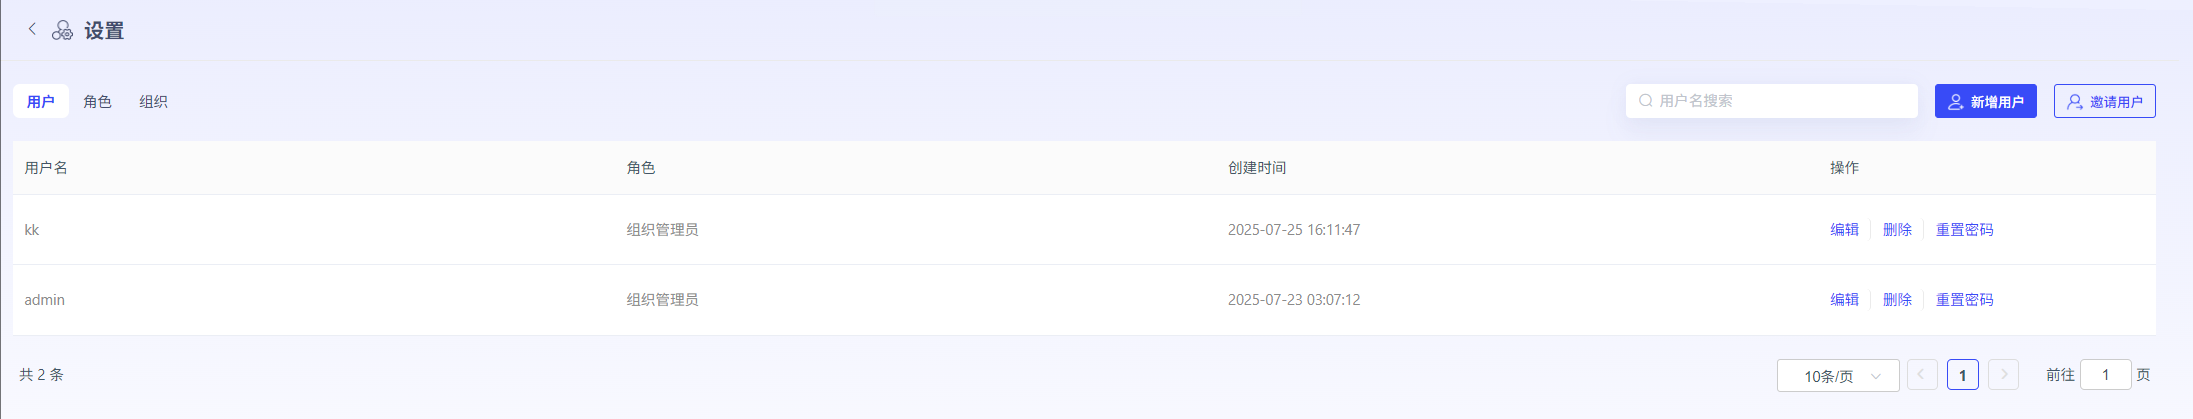 设置
用户 角色 组织 用户名搜索 新增用户 邀请用户
用户名 角色 创建时间 操作
kk 组织管理员 2025-07-25 16:11:47 编辑 删除 重置密码
admin 组织管理员 2025-07-23 03:07:12 编辑 删除 重置密码
共 2 条 10条/页 1 前往 1 页